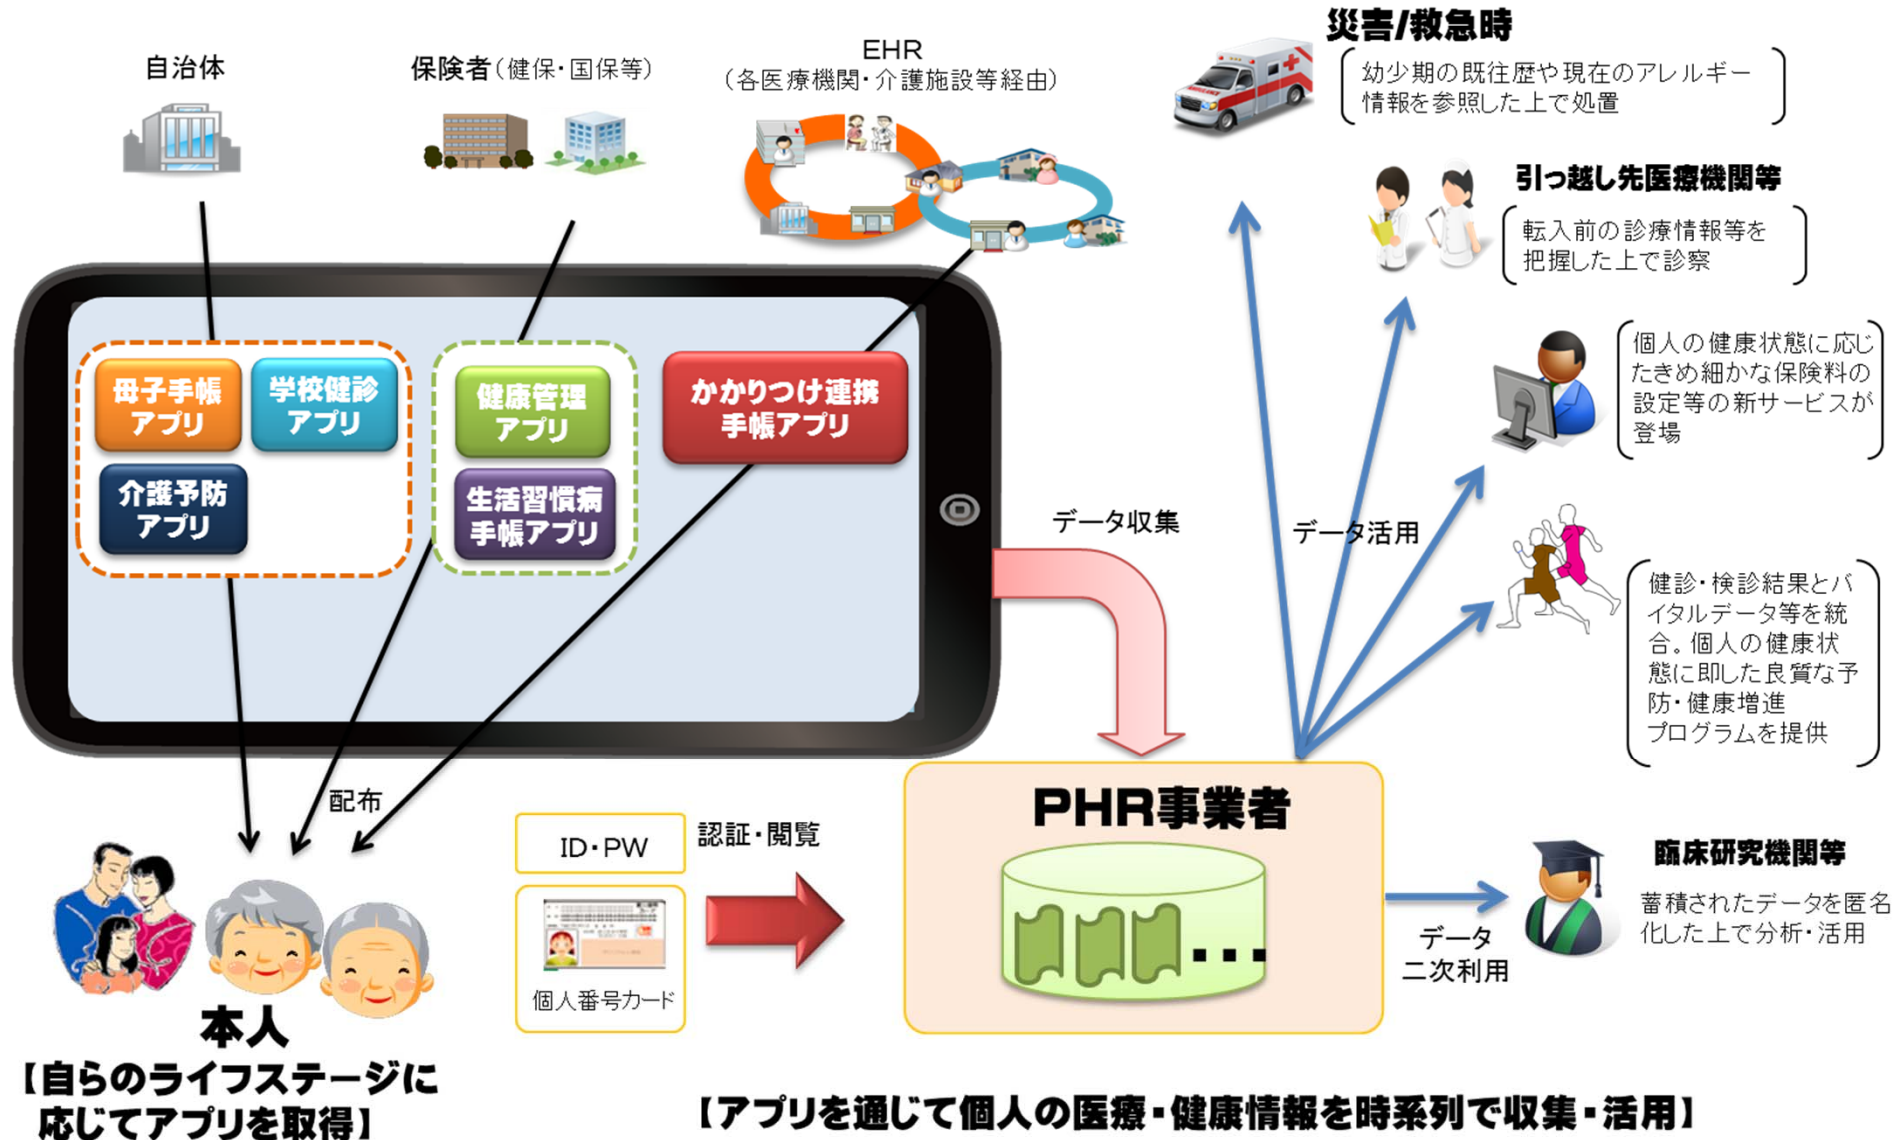 自治体
保険者(健保・国保等)
EHR
(各医療機関・介護施設等経由)
災害/救急時
幼少期の既往歴や現在のアレルギー
情報を参照した上で処置
引っ越し先医療機関等
転入前の診療情報等を
把握した上で診察
個人の健康状態に応じ
たきめ細かな保険料の
設定等の新サービスが
登場
母子手帳
アプリ
学校健診
アプリ
介護予防
アプリ
健康管理
アプリ
生活習慣病
手帳アプリ
かかりつけ連携
手帳アプリ
データ収集
データ活用
健診・検診結果とバ
イタルデータ等を統
合。個人の健康状
態に即した良質な予
防・健康増進
プログラムを提供
配布
ID・PW
認証・閲覧
個人番号カード
PHR事業者
...
データ
二次利用
臨床研究機関等
蓄積されたデータを匿名
化した上で分析・活用
本人
【自らのライフステージに
応じてアプリを取得】
【アプリを通じて個人の医療・健康情報を時系列で収集・活用】